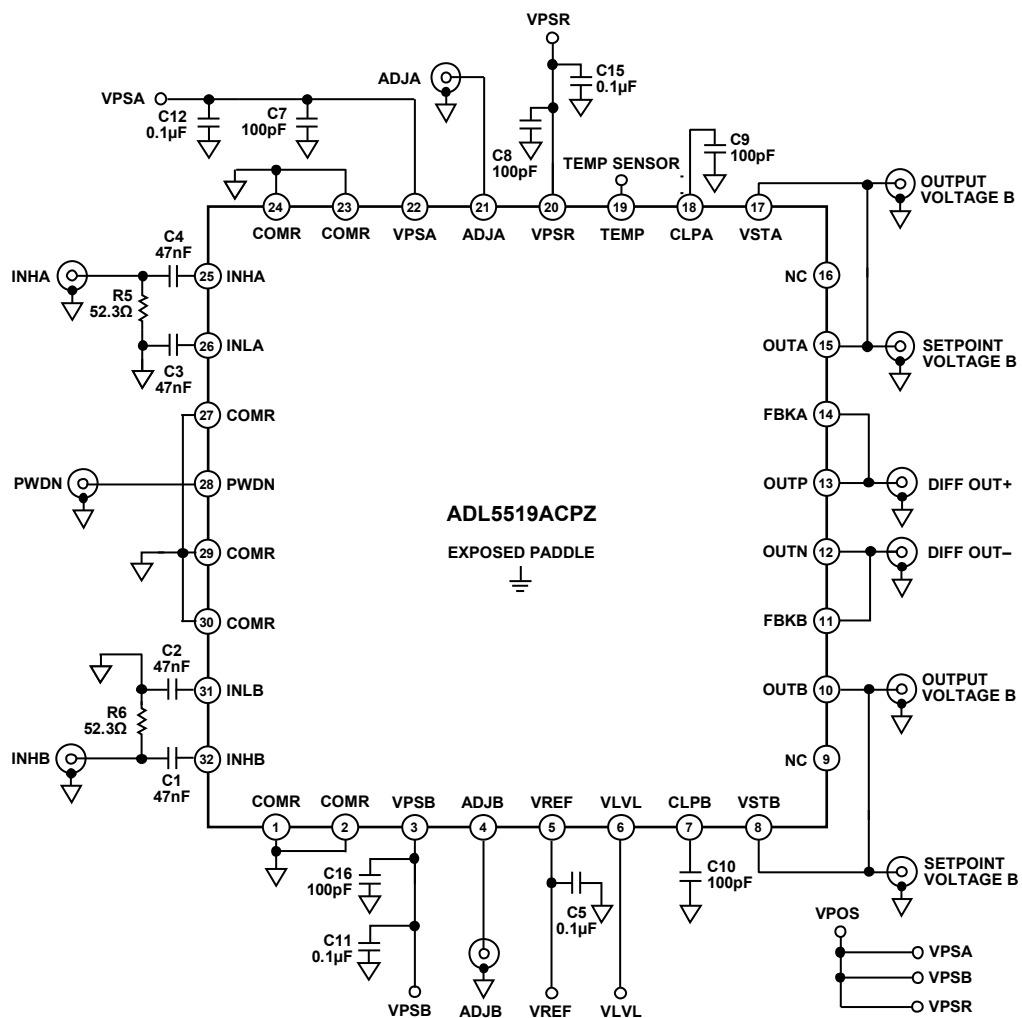 VPSR
C15
0.1µF
ADJA
VPSA
C12
0.1µF
C7
100pF
C8
100pF
TEMP SENSOR
C9
100pF
OUTPUT
VOLTAGE B
24 23 22 21 20 19 18 17
COMR COMR VPSA ADJA VPSR TEMP CLPA VSTA
C4
47nF
INHA
25 INHA
NC 16
R5
52.3Ω
26 INLA
OUTA 15
SETPOINT
VOLTAGE B
C3
47nF
27 COMR
FBKA 14
PWDN
28 PWDN
OUTP 13
DIFF OUT+
ADL5519ACPZ
EXPOSED PADDLE
29 COMR
OUTN 12
DIFF OUT–
30 COMR
FBKB 11
C2
47nF
31 INLB
OUTB 10
OUTPUT
VOLTAGE B
R6
52.3Ω
INHB
32 INHB
NC 9
C1
47nF
COMR COMR VPSB ADJB VREF VLVL CLPB VSTB
1 2 3 4 5 6 7 8
C16
100pF
C11
0.1µF
C5
0.1µF
C10
100pF
SETPOINT
VOLTAGE B
VPOS
VPSA
VPSB
VPSR
VPSB ADJB VREF VLVL